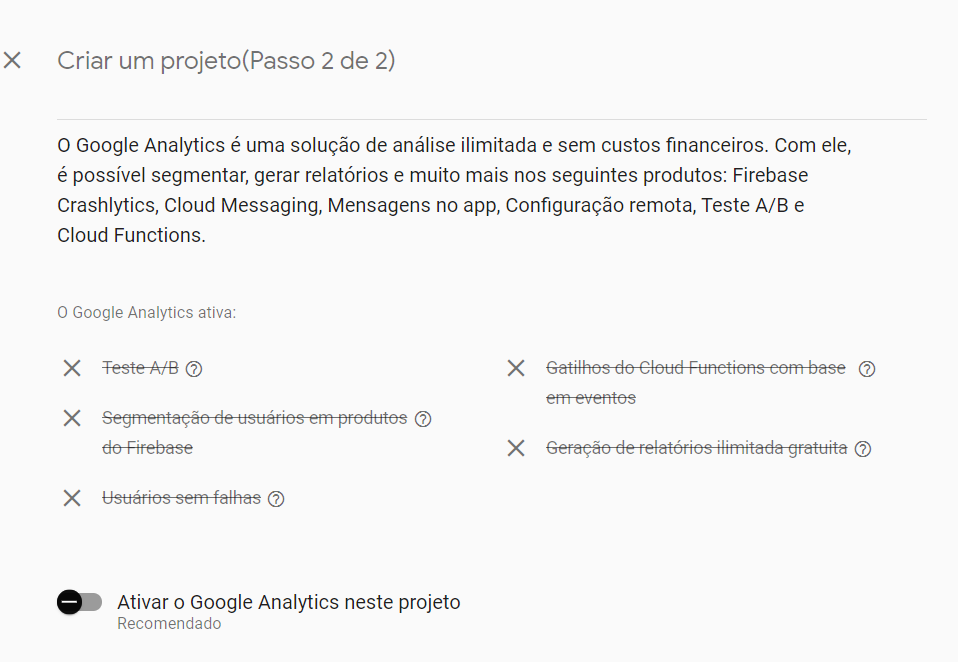 Criar um projeto(Passo 2 de 2)
O Google Analytics é uma solução de análise ilimitada e sem custos financeiros. Com ele,
é possível segmentar, gerar relatórios e muito mais nos seguintes produtos: Firebase
Crashlytics, Cloud Messaging, Mensagens no app, Configuração remota, Teste A/B e
Cloud Functions.
O Google Analytics ativa:
Teste A/B
Segmentação de usuários em produtos
do Firebase
Usuários sem falhas
Gatilhos do Cloud Functions com base
em eventos
Geração de relatórios ilimitada gratuita
Ativar o Google Analytics neste projeto
Recomendado